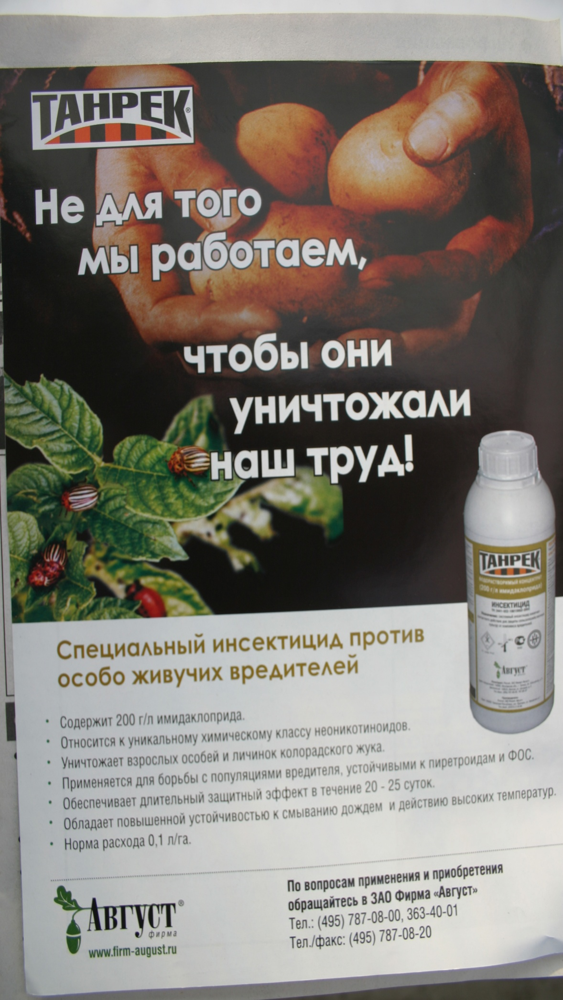 ТАНРЕК®
Не для того
мы работаем,
чтобы они
уничтожали
наш труд!
ТАНРЕК
ВОДОРАСТВОРИМЫЙ КОНЦЕНТРАТ
(200 г/л имидаклоприда)
ИНСЕКТИЦИД
Август
Специальный инсектицид против
особо живучих вредителей
• Содержит 200 г/л имидаклоприда.
• Относится к уникальному химическому классу неоникотиноидов.
• Уничтожает взрослых особей и личинок колорадского жука.
• Применяется для борьбы с популяциями вредителя, устойчивыми к пиретроидам и ФОС.
• Обеспечивает длительный защитный эффект в течение 20 - 25 суток.
• Обладает повышенной устойчивостью к смыванию дождем и действию высоких температур.
• Норма расхода 0,1 л/га.
Август®
фирма
www.firm-august.ru
По вопросам применения и приобретения
обращайтесь в ЗАО Фирма «Август»
Тел.: (495) 787-08-00, 363-40-01
Тел./факс: (495) 787-08-20